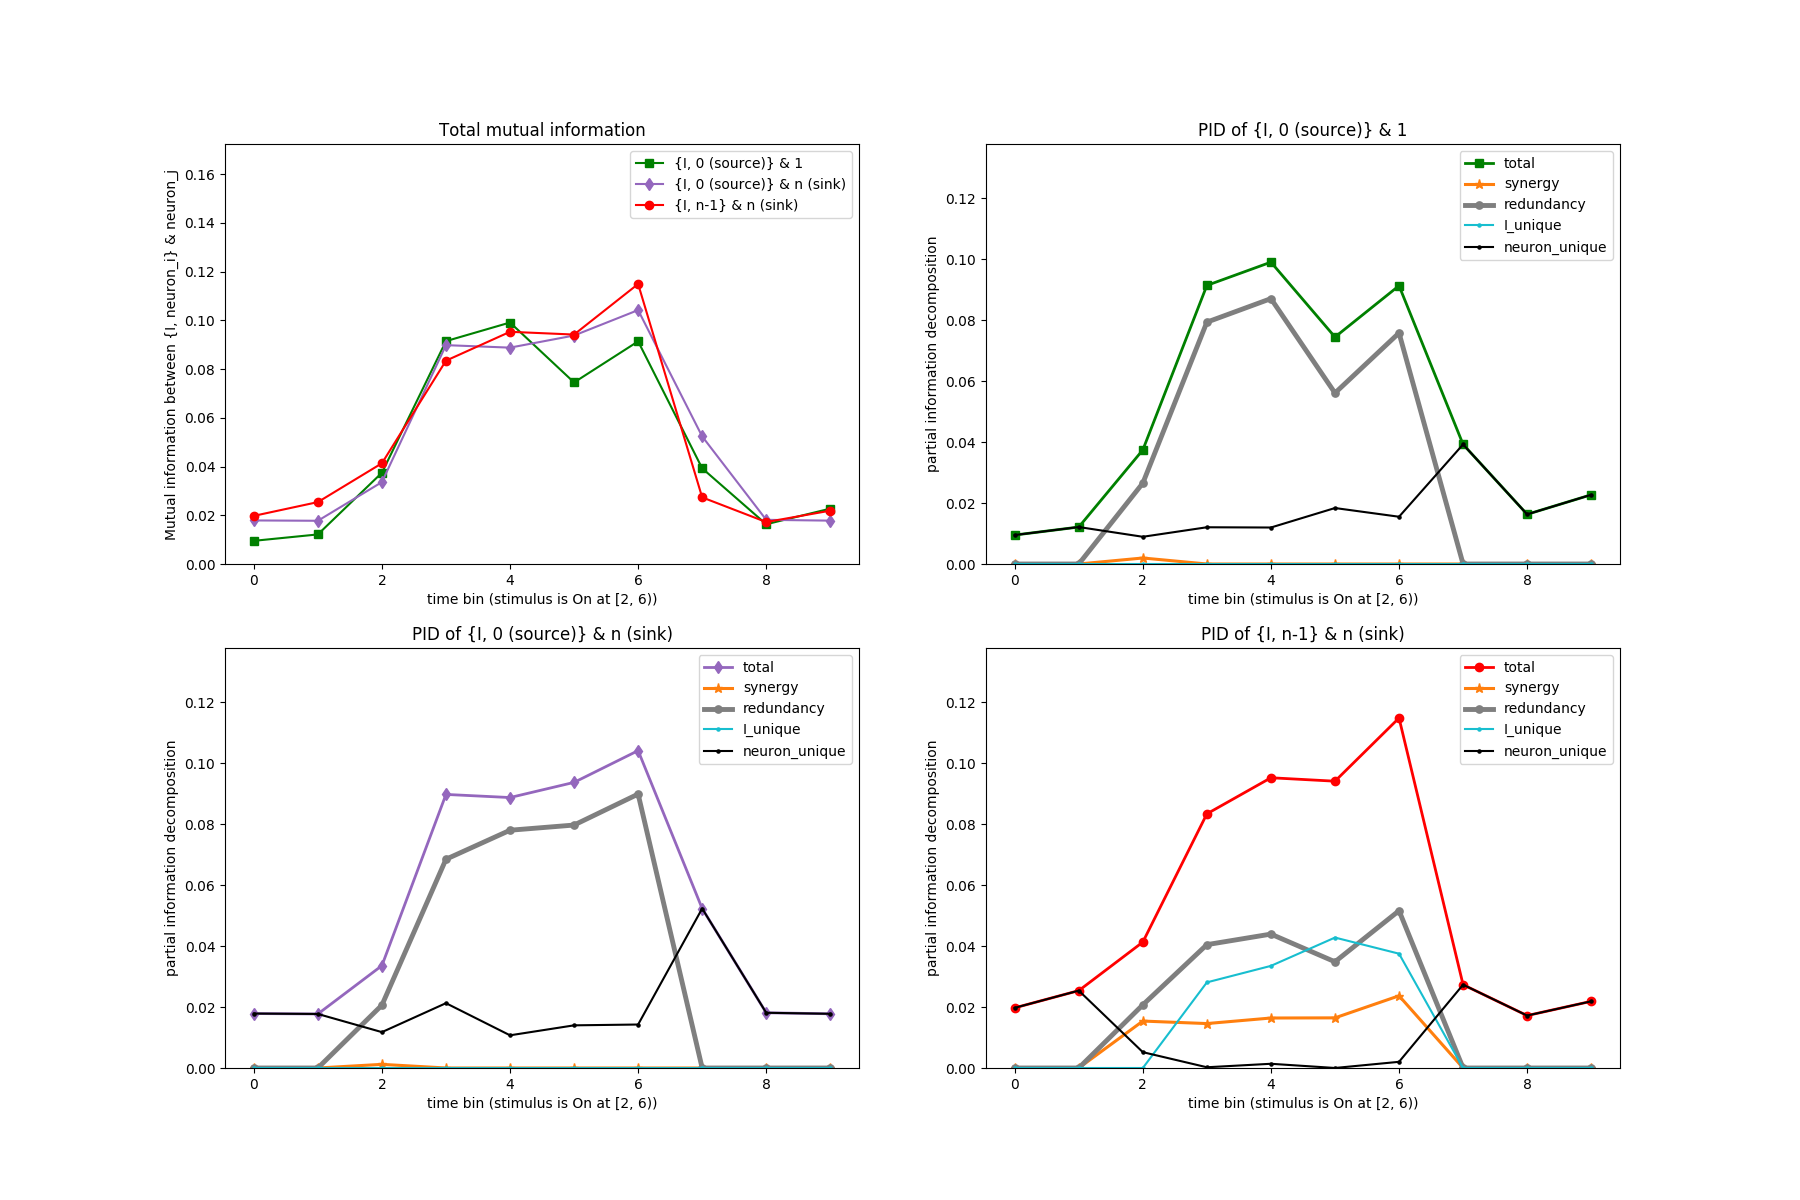 Total mutual information
Mutual information between {I, neuron_i} & neuron_j
0.16
0.14
0.12
0.10
0.08
0.06
0.04
0.02
0.00
{I, 0 (source)} & 1
{I, 0 (source)} & n (sink)
{I, n-1} & n (sink)
0 2 4 6 8
time bin (stimulus is On at [2, 6))
PID of {I, 0 (source)} & 1
partial information decomposition
0.12
0.10
0.08
0.06
0.04
0.02
0.00
total
synergy
redundancy
I_unique
neuron_unique
0 2 4 6 8
time bin (stimulus is On at [2, 6))
PID of {I, 0 (source)} & n (sink)
partial information decomposition
0.12
0.10
0.08
0.06
0.04
0.02
0.00
total
synergy
redundancy
I_unique
neuron_unique
0 2 4 6 8
time bin (stimulus is On at [2, 6))
PID of {I, n-1} & n (sink)
partial information decomposition
0.12
0.10
0.08
0.06
0.04
0.02
0.00
total
synergy
redundancy
I_unique
neuron_unique
0 2 4 6 8
time bin (stimulus is On at [2, 6))